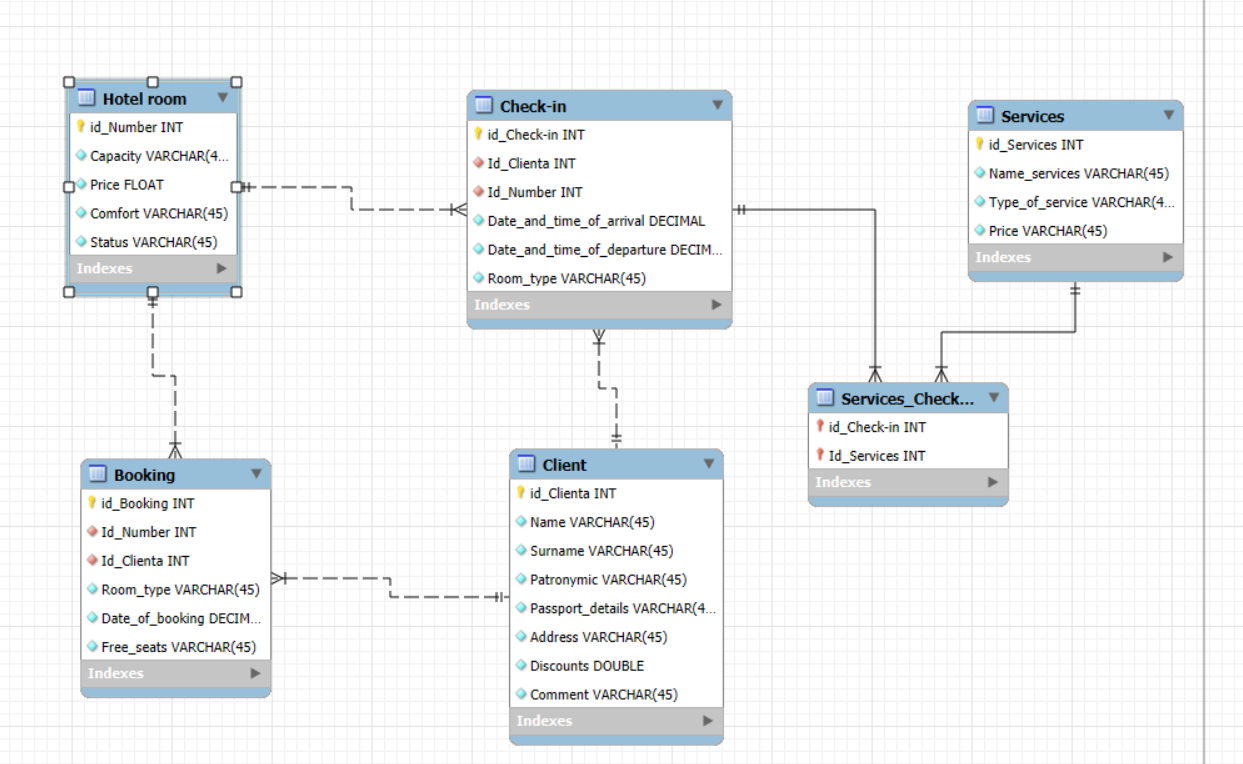 Hotel room
id_Number INT
Capacity VARCHAR(4...
Price FLOAT
Comfort VARCHAR(45)
Status VARCHAR(45)
Indexes
Check-in
id_Check-in INT
Id_Clienta INT
Id_Number INT
Date_and_time_of_arrival DECIMAL
Date_and_time_of_departure DECIM...
Room_type VARCHAR(45)
Indexes
Services
id_Services INT
Name_services VARCHAR(45)
Type_of_service VARCHAR(4...
Price VARCHAR(45)
Indexes
Services_Check...
id_Check-in INT
Id_Services INT
Indexes
Booking
id_Booking INT
Id_Number INT
Id_Clienta INT
Room_type VARCHAR(45)
Date_of_booking DECIM...
Free_seats VARCHAR(45)
Indexes
Client
id_Clienta INT
Name VARCHAR(45)
Surname VARCHAR(45)
Patronymic VARCHAR(45)
Passport_details VARCHAR(4...
Address VARCHAR(45)
Discounts DOUBLE
Comment VARCHAR(45)
Indexes